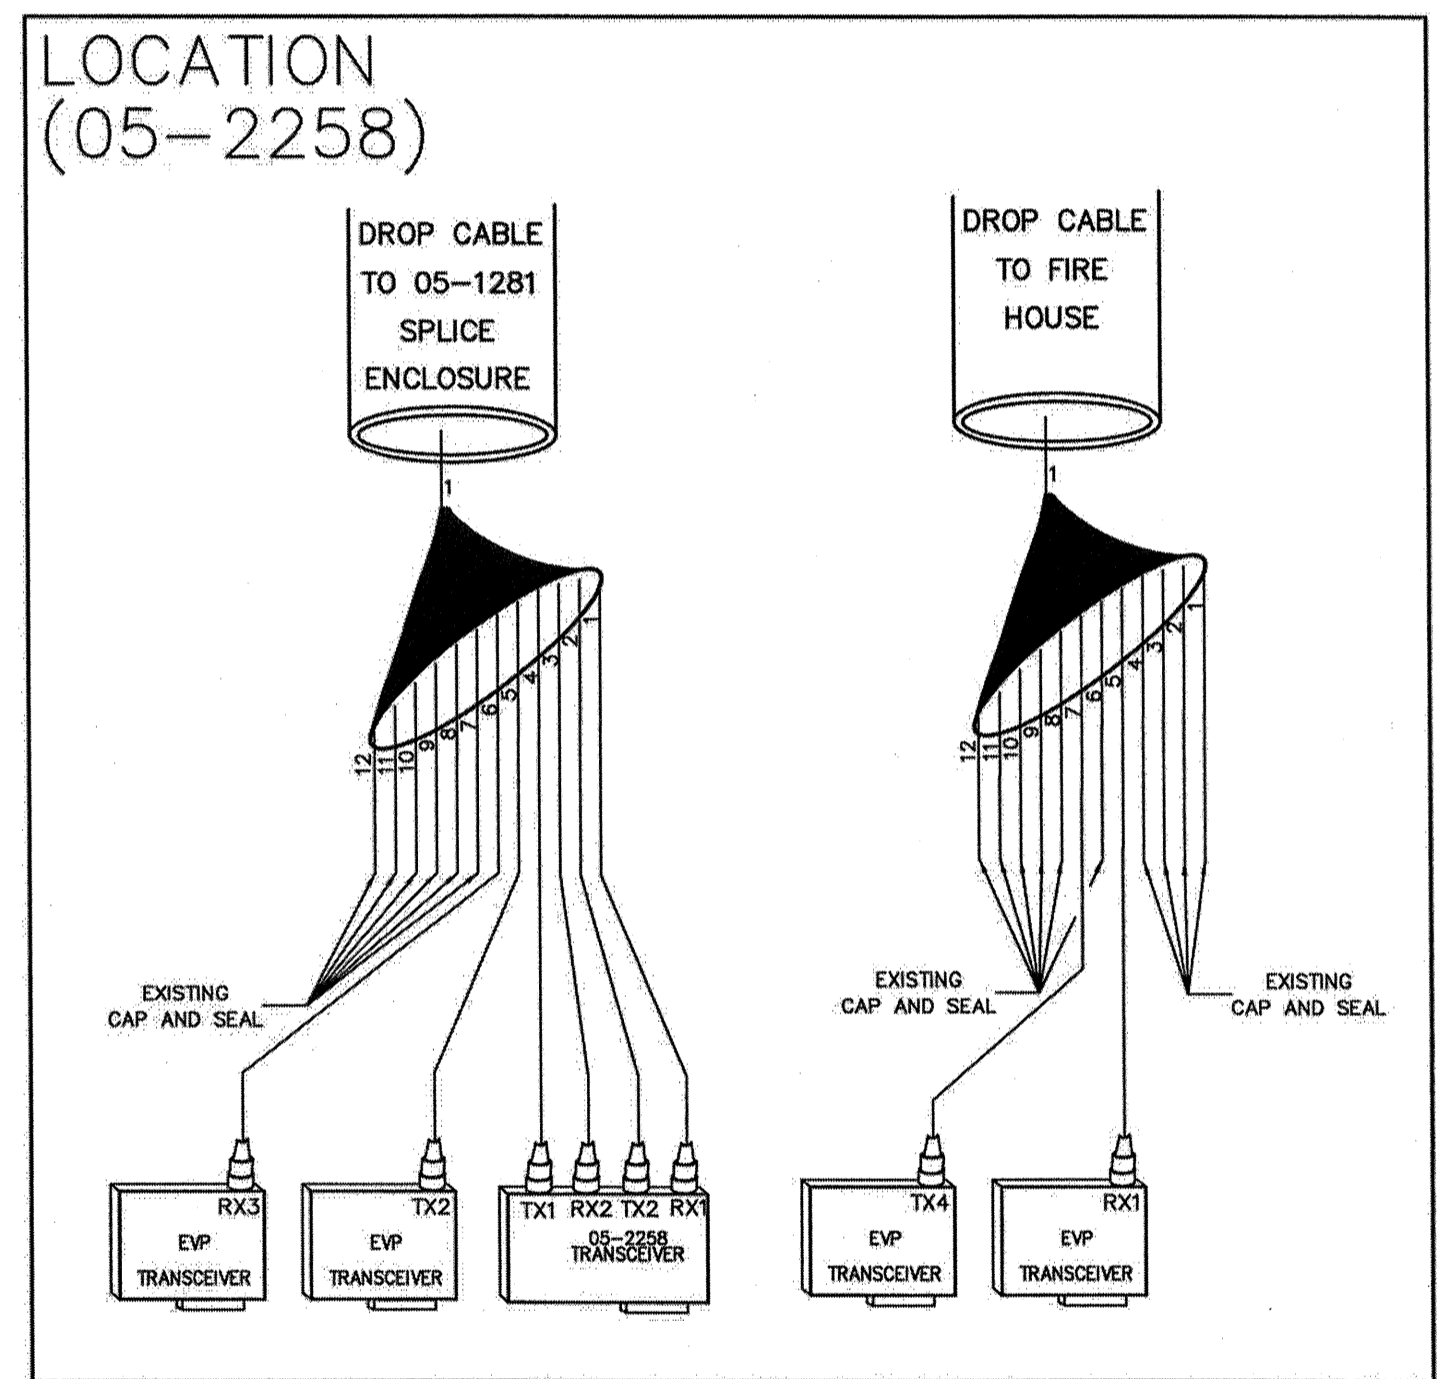 LOCATION
(05-2258)
DROP CABLE
TO 05-1281
SPLICE
ENCLOSURE
DROP CABLE
TO FIRE
HOUSE
1
1
1
2
3
4
5
6
7
8
9
10
11
12
1
2
3
4
5
6
7
8
9
10
11
12
EXISTING
CAP AND SEAL
EXISTING
CAP AND SEAL
EXISTING
CAP AND SEAL
RX3
EVP
TRANSCEIVER
TX2
EVP
TRANSCEIVER
TX1 RX2 TX2 RX1
05-2258
TRANSCEIVER
TX4
EVP
TRANSCEIVER
RX1
EVP
TRANSCEIVER